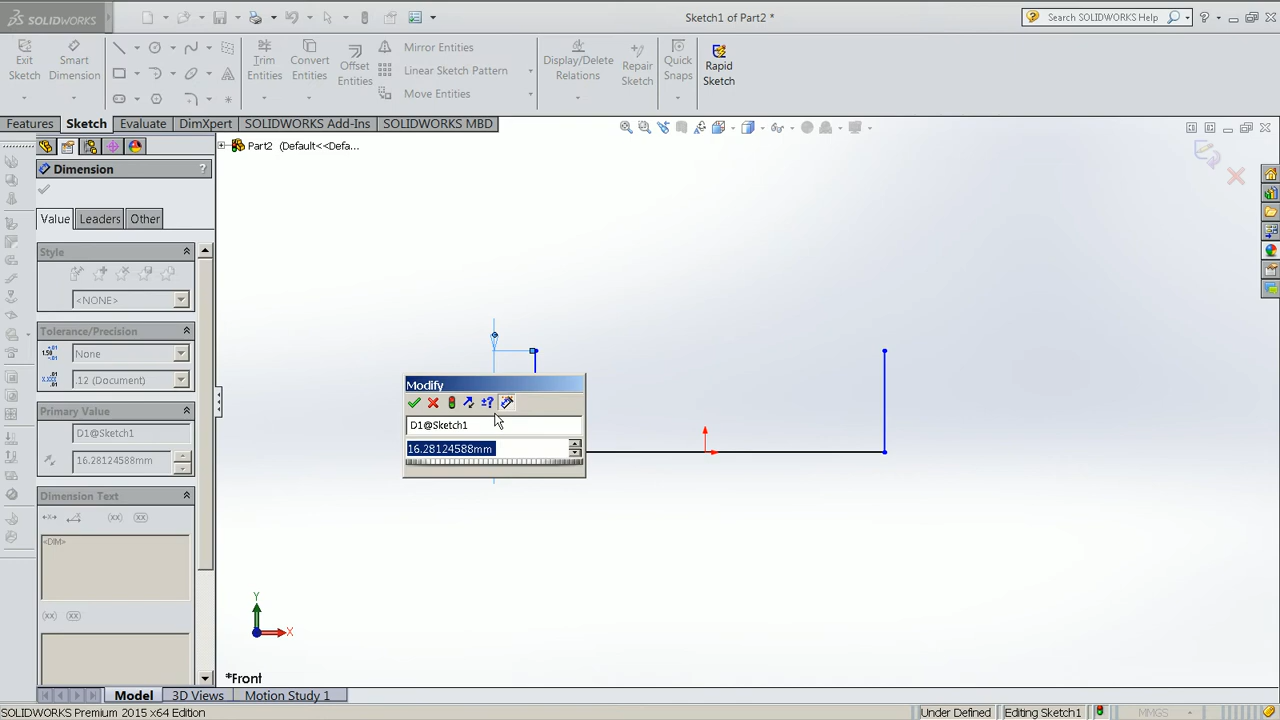 SOLIDWORKS
Sketch1 of Part2 *
Search SOLIDWORKS Help
Exit Sketch
Smart Dimension
Trim Entities
Convert Entities
Offset Entities
Mirror Entities
Linear Sketch Pattern
Move Entities
Display/Delete Relations
Repair Sketch
Quick Snaps
Rapid Sketch
Features
Sketch
Evaluate
DimXpert
SOLIDWORKS Add-Ins
SOLIDWORKS MBD
Part2 (Default<<Defa...
Dimension
?
Value
Leaders
Other
Style
<NONE>
Tolerance/Precision
None
.12 (Document)
Primary Value
D1@Sketch1
16.28124588mm
Dimension Text
<DIM>
Modify
D1@Sketch1
16.28124588mm
Y
X
*Front
Model
3D Views
Motion Study 1
SOLIDWORKS Premium 2015 x64 Edition
Under Defined
Editing Sketch1
MMGS